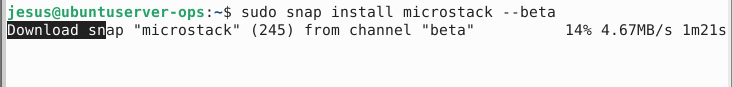 jesus@ubuntuserver-ops:~$ sudo snap install microstack --beta
Download snap "microstack" (245) from channel "beta" 14% 4.67MB/s 1m21s